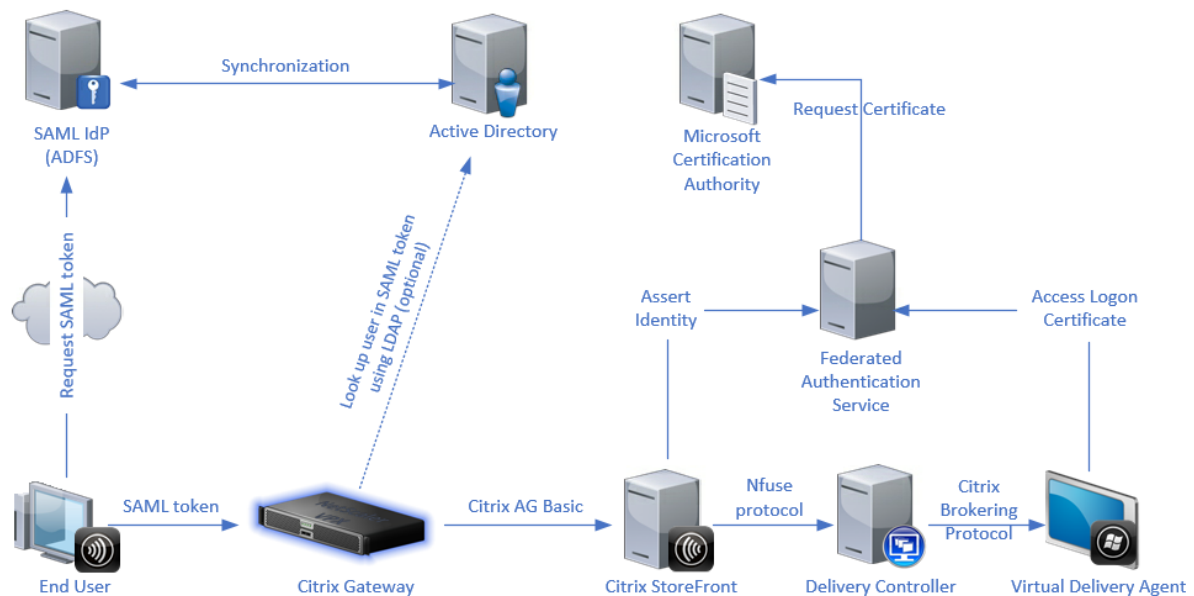 Synchronization
SAML IdP
(ADFS)
Active Directory
Request Certificate
Microsoft
Certification
Authority
Request SAML token
Look up user in SAML token
using LDAP (optional)
Assert
Identity
Access Logon
Certificate
Federated
Authentication
Service
SAML token
Citrix AG Basic
Nfuse
protocol
Citrix
Brokering
Protocol
End User
Citrix Gateway
Citrix StoreFront
Delivery Controller
Virtual Delivery Agent